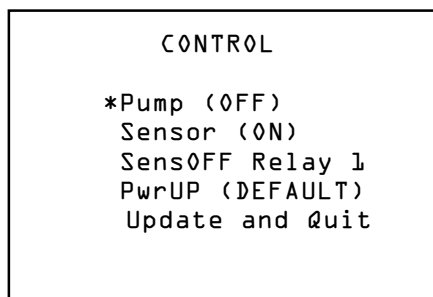 CONTROL
*Pump (OFF)
Sensor (ON)
SensOFF Relay 1
PwrUP (DEFAULT)
Update and Quit